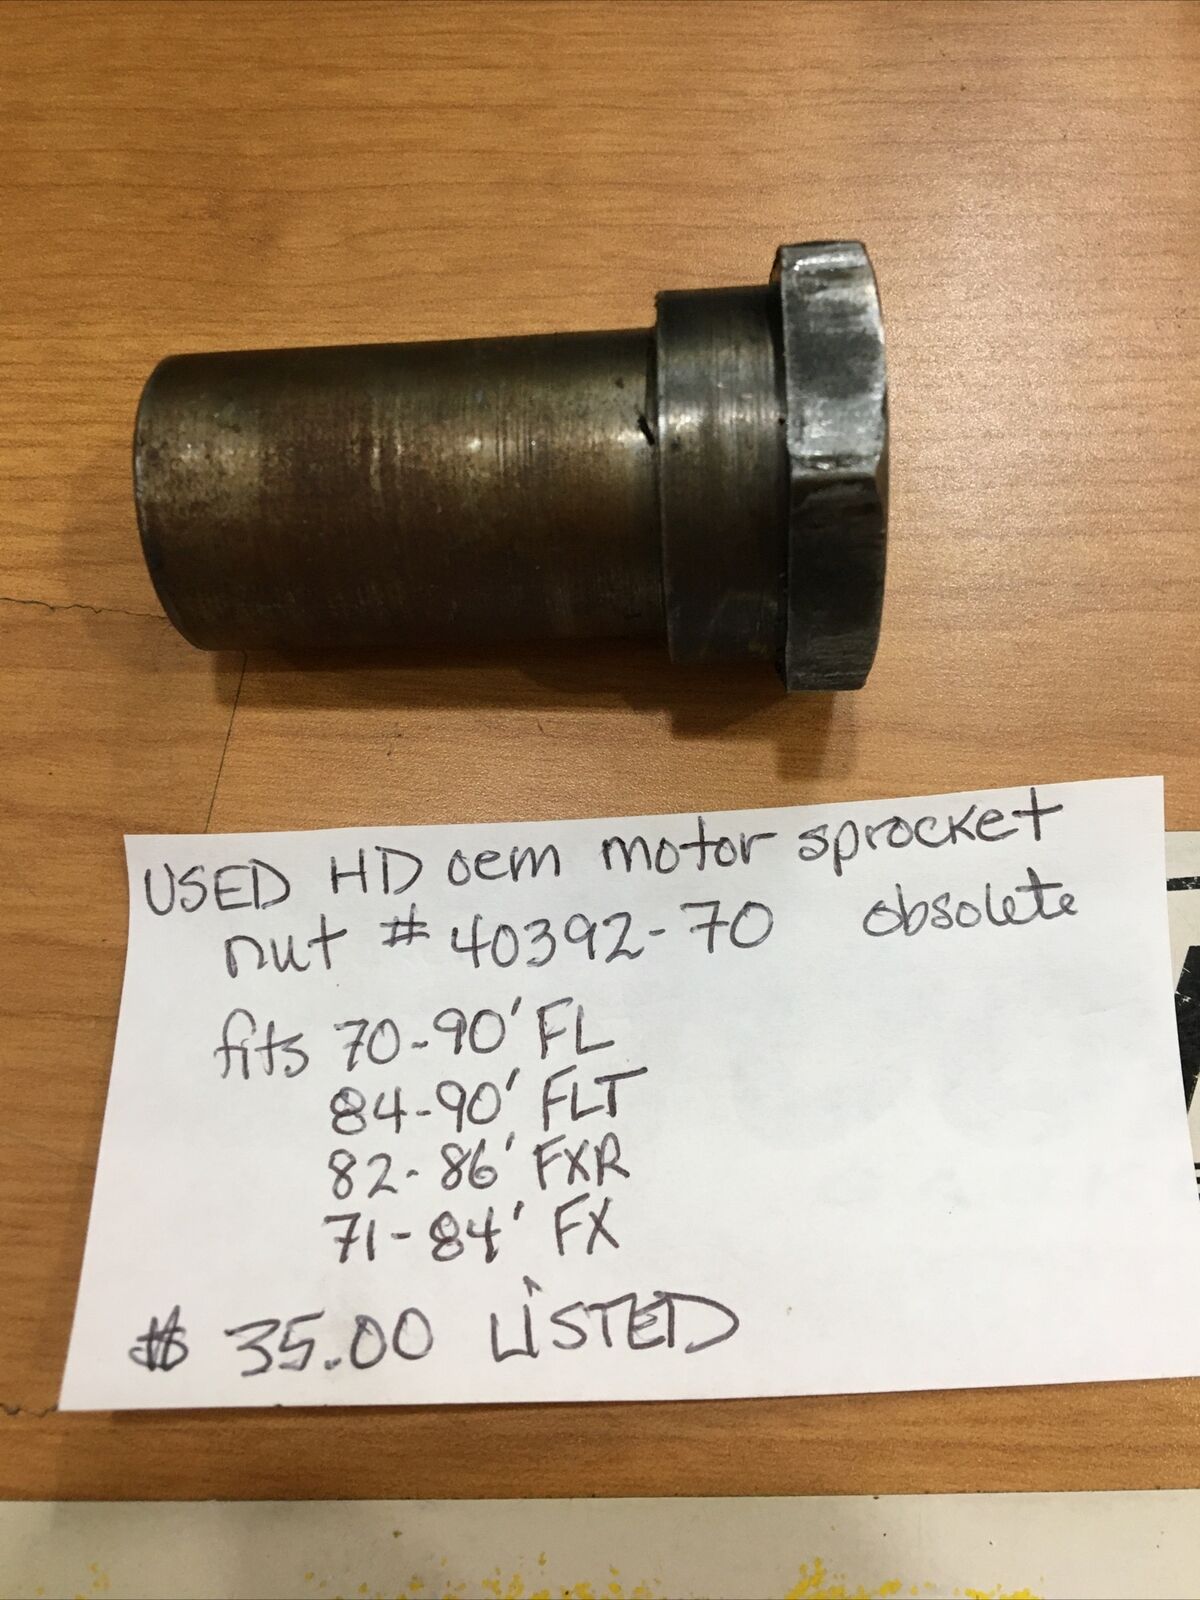 USED HD oem motor sprocket
nut # 40392-70 obsolete
fits 70-90' FL
84-90' FLT
82-86' FXR
71-84' FX
$ 35.00 LISTED